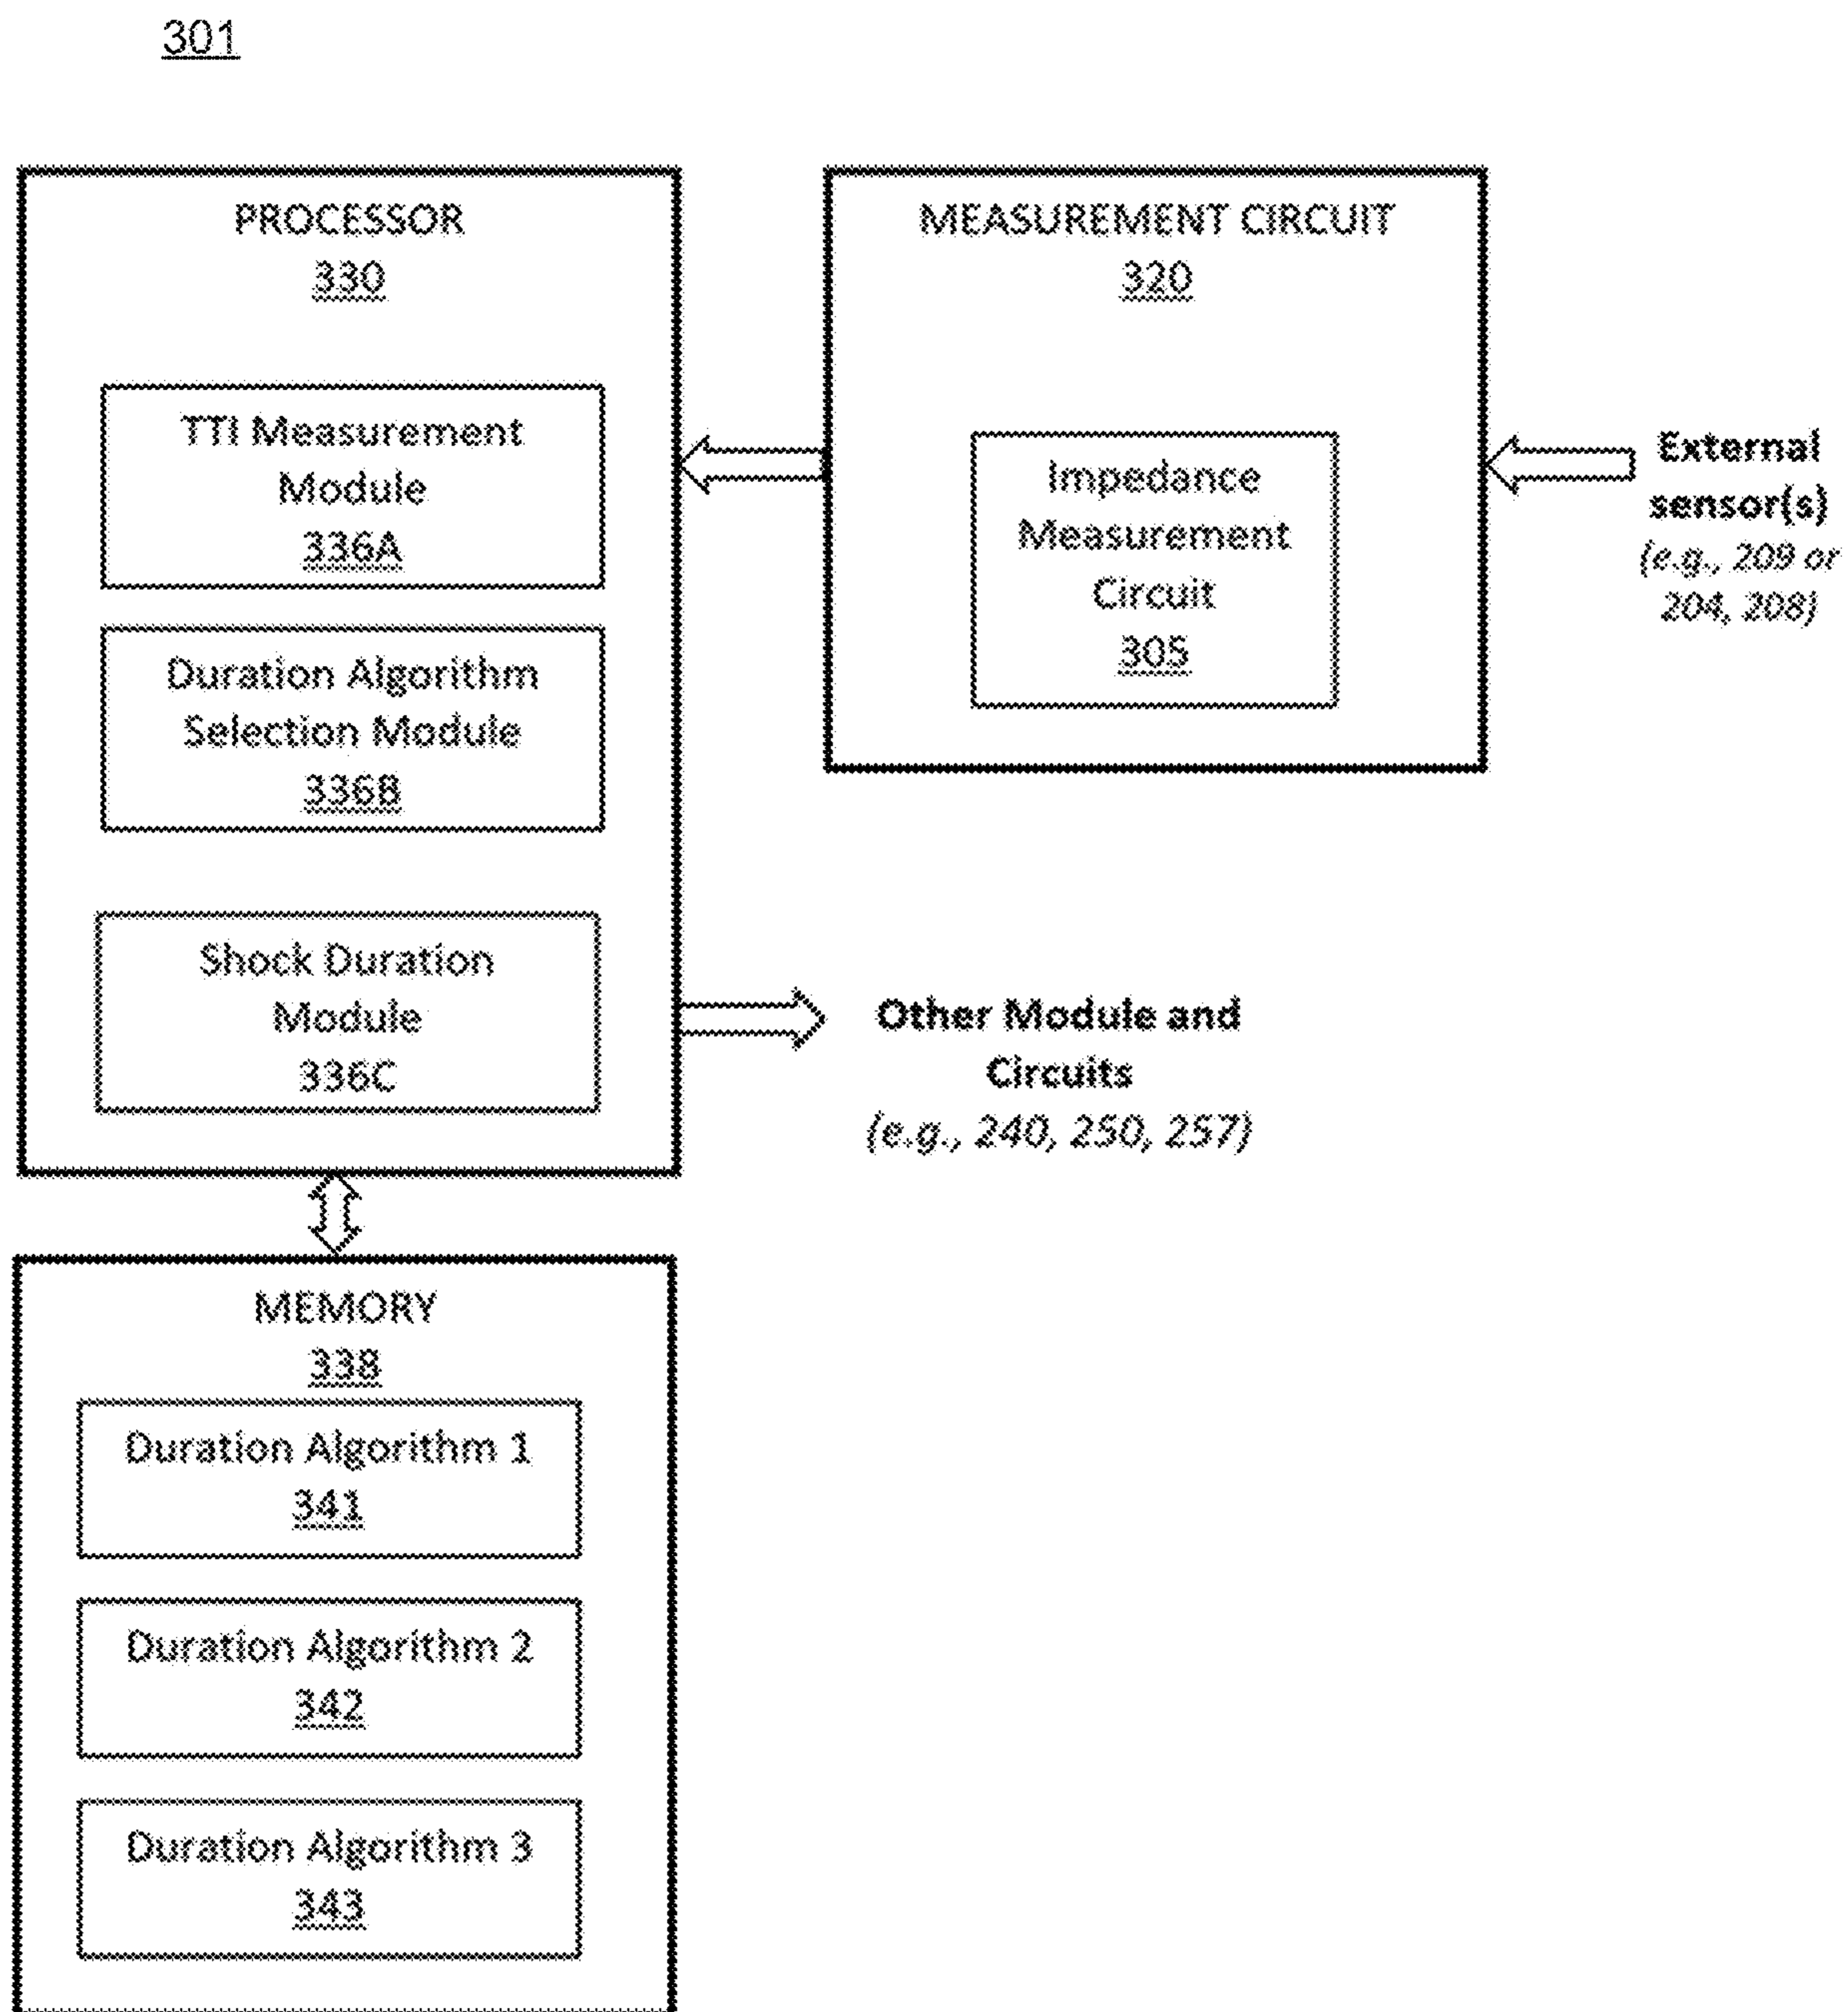 301
PROCESSOR
330
TTI Measurement
Module
336A
Duration Algorithm
Selection Module
336B
Shock Duration
Module
336C
MEASUREMENT CIRCUIT
320
Impedance
Measurement
Circuit
305
External
sensor(s)
(e.g., 209 or
204, 208)
Other Module and
Circuits
(e.g., 240, 250, 257)
MEMORY
338
Duration Algorithm 1
341
Duration Algorithm 2
342
Duration Algorithm 3
343